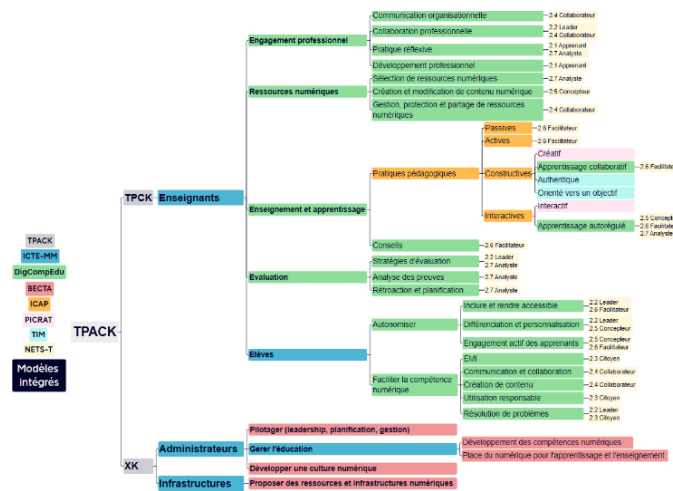 TPACK
ICTE-MM
DigCompEdu
BECTA
ICAP
PICRAT
TIM
NETS-T
Modèles
intégrés
TPACK
TPCK
Enseignants
Engagement professionnel
Communication organisationnelle
2.4 Collaborateur
Collaboration professionnelle
2.2 Leader
2.4 Collaborateur
Pratique réflexive
2.1 Apprenant
2.7 Analyste
Développement professionnel
2.1 Apprenant
Ressources numériques
Sélection de ressources numériques
2.7 Analyste
Création et modification de contenu numérique
2.5 Concepteur
Gestion, protection et partage de ressources
numériques
2.4 Collaborateur
Enseignement et apprentissage
Pratiques pédagogiques
Passives
2.6 Facilitateur
Actives
2.6 Facilitateur
Constructives
Créatif
Apprentissage collaboratif
2.6 Facilitate
Authentique
Orienté vers un objectif
Interactives
Interactif
Apprentissage autorégulé
2.5 Concepte
2.6 Facilitate
2.7 Analyste
Conseils
2.6 Facilitateur
Evaluation
Stratégies d'évaluation
2.2 Leader
2.7 Analyste
Analyse des preuves
2.7 Analyste
Rétroaction et planification
2.7 Analyste
Elèves
Autonomiser
Inclure et rendre accessible
2.2 Leader
2.6 Facilitateur
Différenciation et personnalisation
2.2 Leader
2.5 Concepteur
Engagement actif des apprenants
2.5 Concepteur
2.6 Facilitateur
Faciliter la compétence
numérique
EMI
2.3 Citoyen
Communication et collaboration
2.4 Collaborateur
Création de contenu
2.4 Collaborateur
Utilisation responsable
2.3 Citoyen
Résolution de problèmes
2.2 Leader
2.3 Citoyen
XK
Administrateurs
Pilotager (leadership, planification, gestion)
Gerer l'éducation
Développement des compétences numériques
Place du numérique pour l'apprentissage et l'enseignement
Développer une culture numérique
Infrastructures
Proposer des ressources et infrastructures numériques